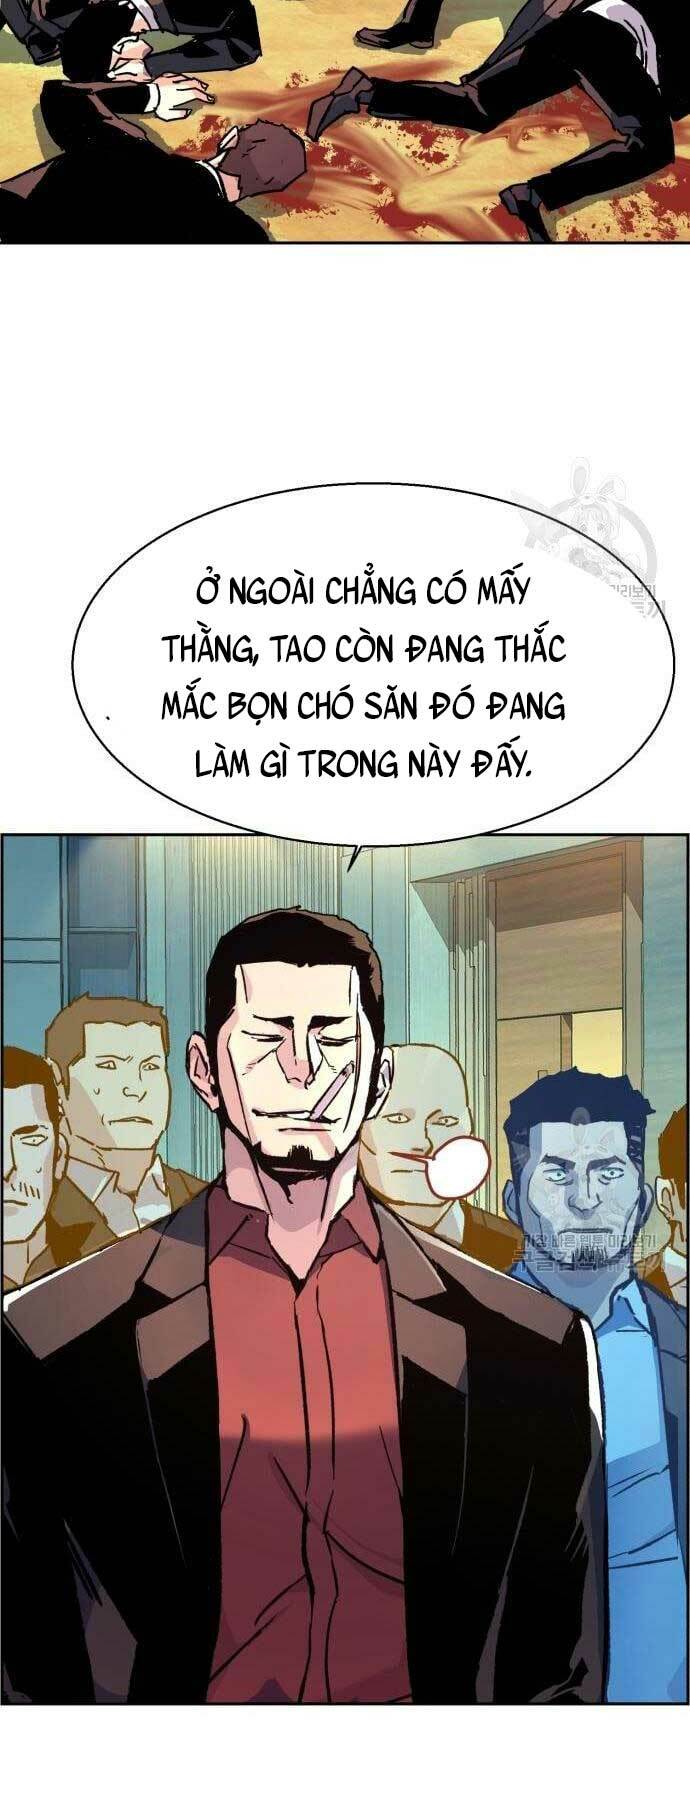 Ở NGOÀI CHẲNG CÓ MẤY
THẰNG, TAO CÒN ĐANG THẮC
MẮC BỌN CHÓ SĂN ĐÓ ĐANG
LÀM GÌ TRONG NÀY ĐẤY.